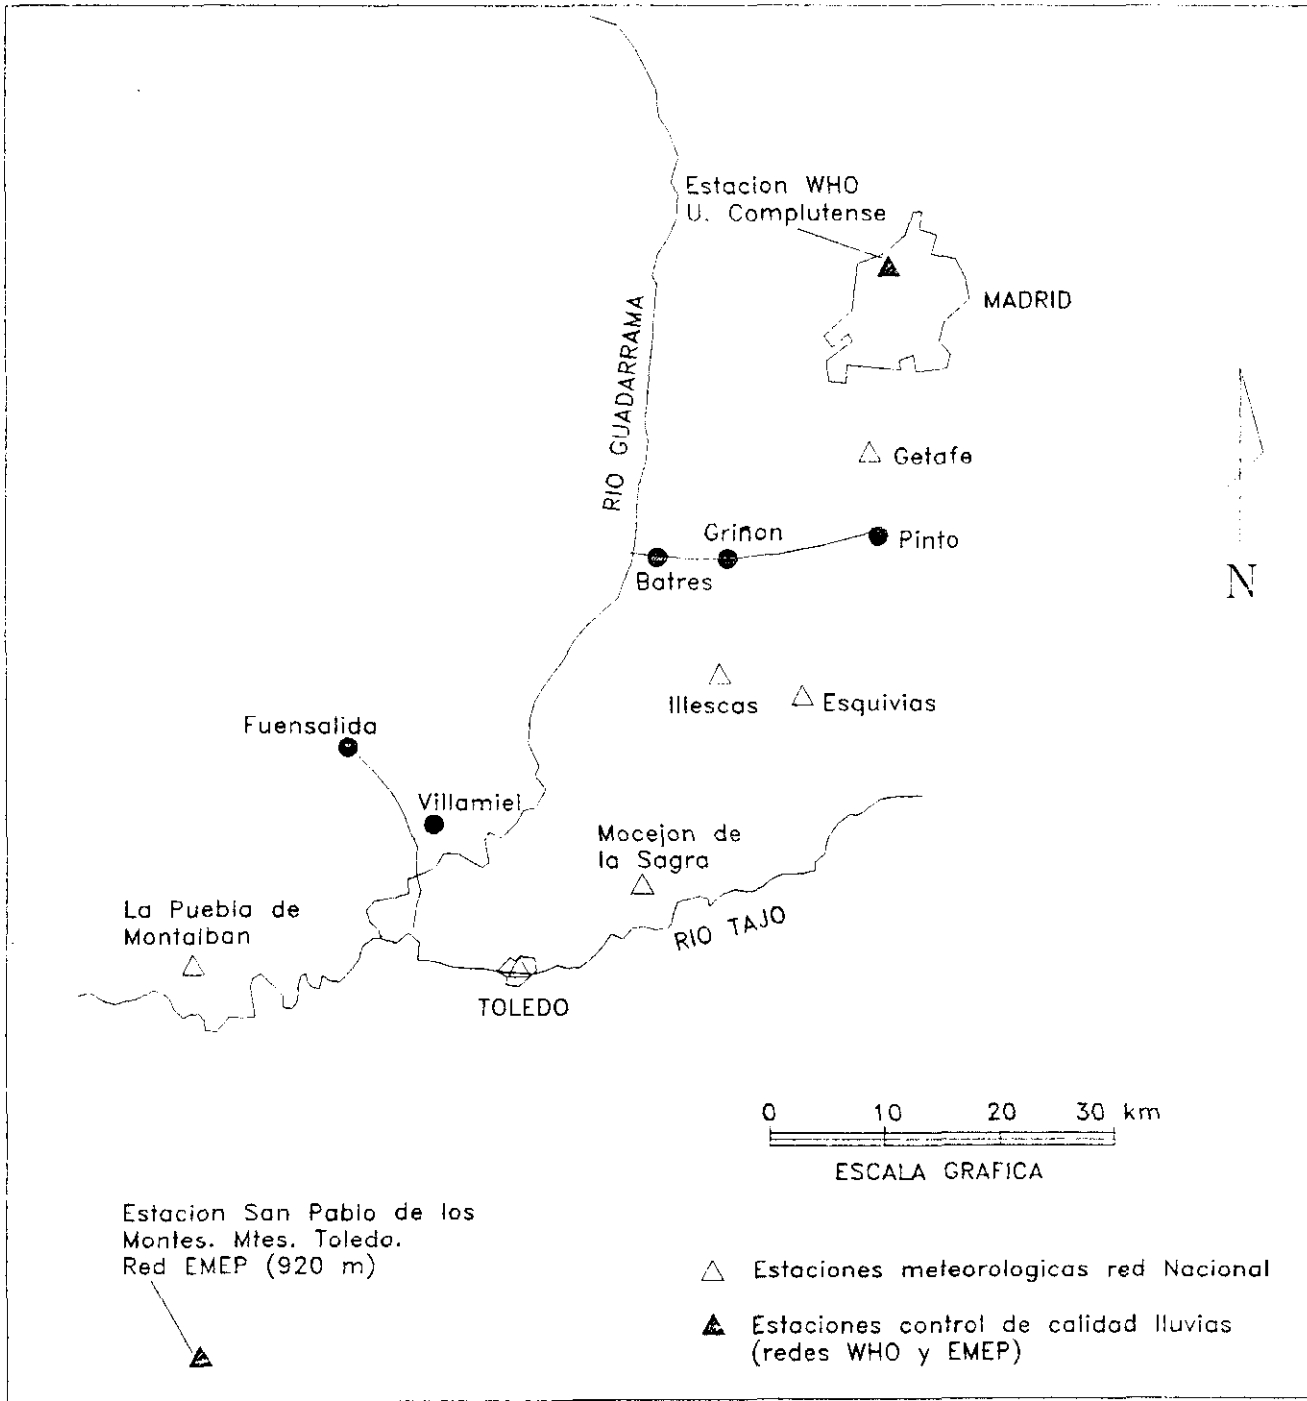 Estacion WHO
U. Complutense
MADRID
RIO GUADARRAMA
Getafe
Griñon
Pinto
Batres
N
Illescas
Esquivias
Fuensalida
Villamiel
Mocejon de
la Sagra
La Puebla de
Montalban
RIO TAJO
TOLEDO
0 10 20 30 km
ESCALA GRAFICA
Estacion San Pablo de los
Montes. Mtes. Toledo.
Red EMEP (920 m)
Estaciones meteorologicas red Nacional
Estaciones control de calidad lluvias
(redes WHO y EMEP)